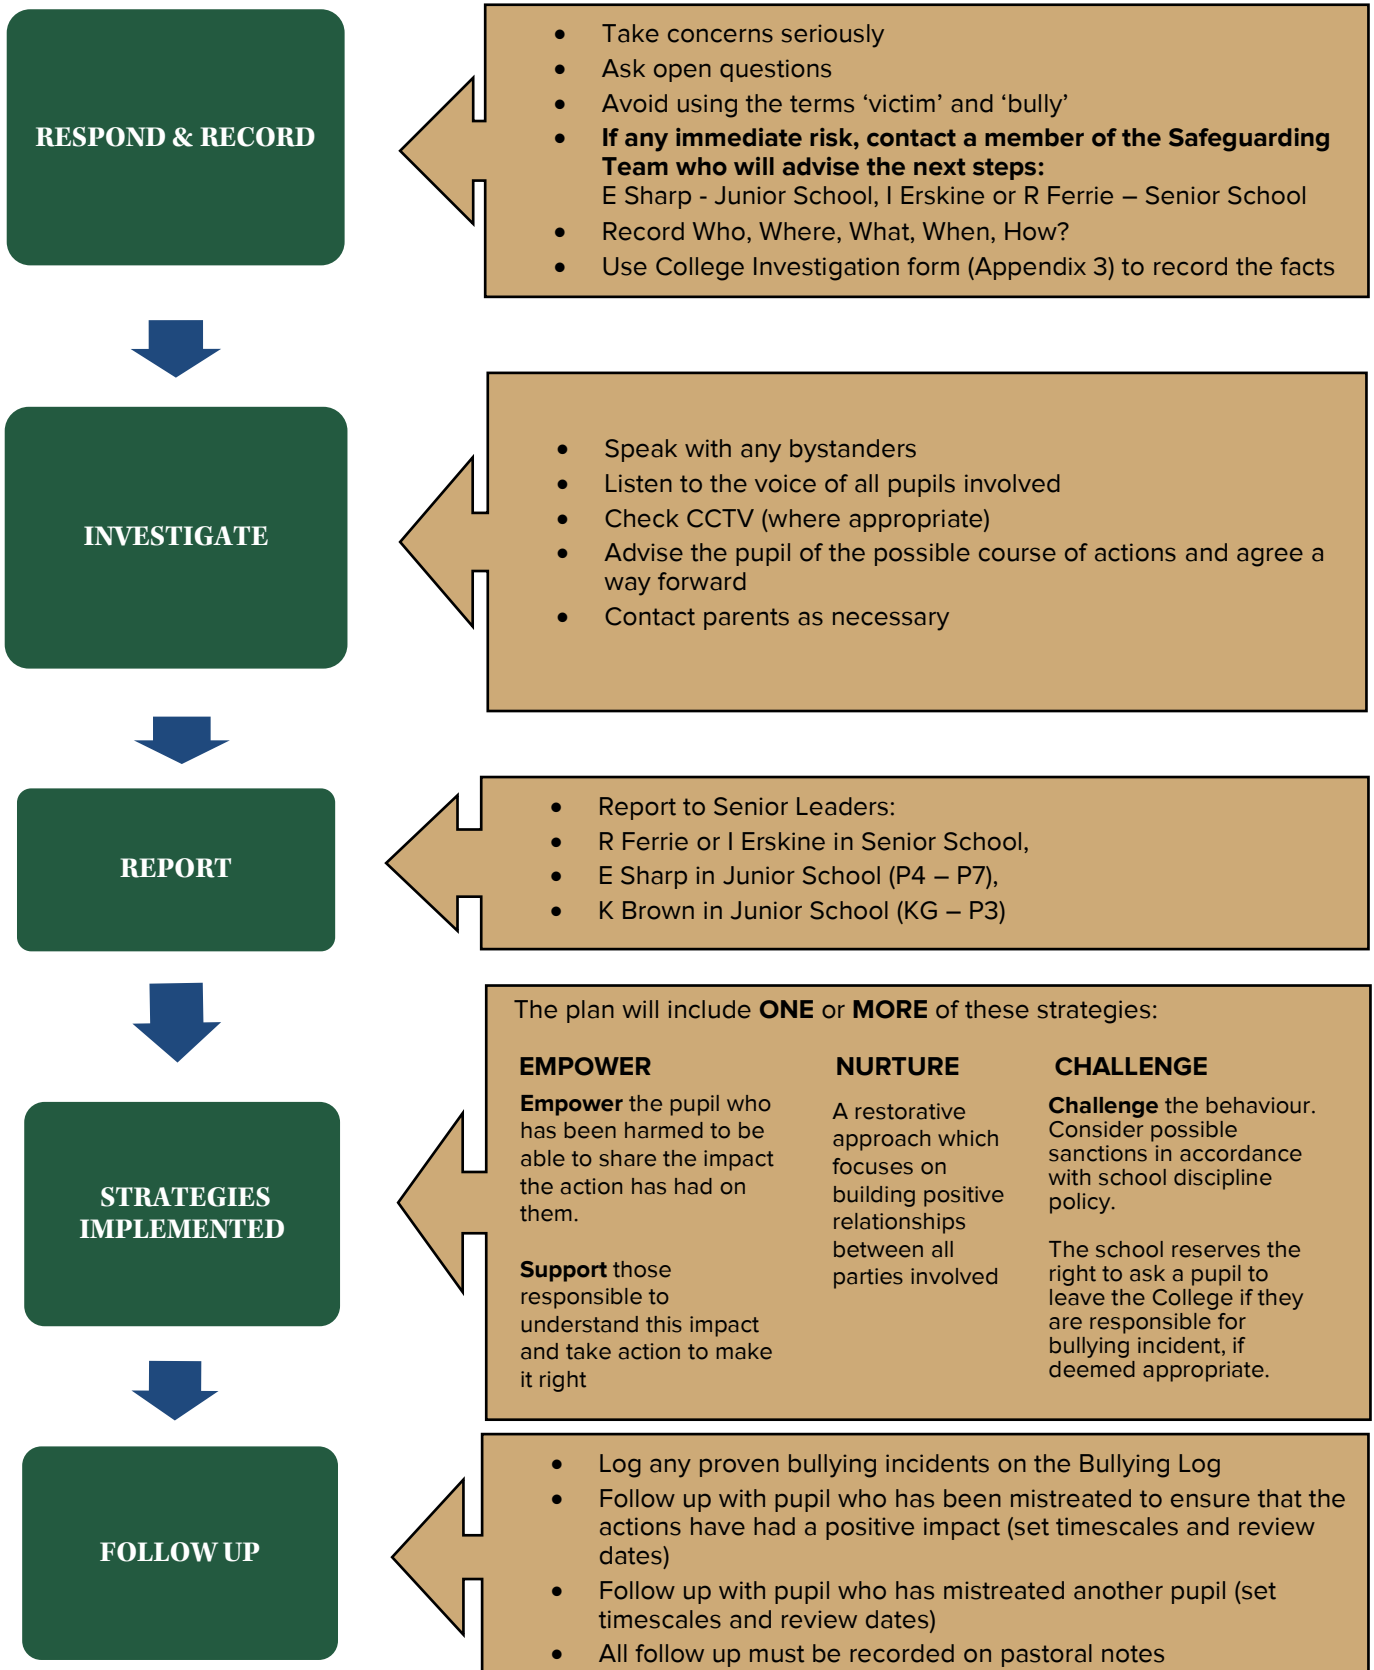 RESPOND & RECORD
• Take concerns seriously
• Ask open questions
• Avoid using the terms ‘victim’ and ‘bully’
• If any immediate risk, contact a member of the Safeguarding
Team who will advise the next steps:
E Sharp - Junior School, I Erskine or R Ferrie – Senior School
• Record Who, Where, What, When, How?
• Use College Investigation form (Appendix 3) to record the facts
INVESTIGATE
• Speak with any bystanders
• Listen to the voice of all pupils involved
• Check CCTV (where appropriate)
• Advise the pupil of the possible course of actions and agree a
way forward
• Contact parents as necessary
REPORT
• Report to Senior Leaders:
• R Ferrie or I Erskine in Senior School,
• E Sharp in Junior School (P4 – P7),
• K Brown in Junior School (KG – P3)
STRATEGIES
IMPLEMENTED
The plan will include ONE or MORE of these strategies:
EMPOWER
Empower the pupil who
has been harmed to be
able to share the impact
the action has had on
them.
Support those
responsible to
understand this impact
and take action to make
it right
NURTURE
A restorative
approach which
focuses on
building positive
relationships
between all
parties involved
CHALLENGE
Challenge the behaviour.
Consider possible
sanctions in accordance
with school discipline
policy.
The school reserves the
right to ask a pupil to
leave the College if they
are responsible for
bullying incident, if
deemed appropriate.
FOLLOW UP
• Log any proven bullying incidents on the Bullying Log
• Follow up with pupil who has been mistreated to ensure that the
actions have had a positive impact (set timescales and review
dates)
• Follow up with pupil who has mistreated another pupil (set
timescales and review dates)
• All follow up must be recorded on pastoral notes